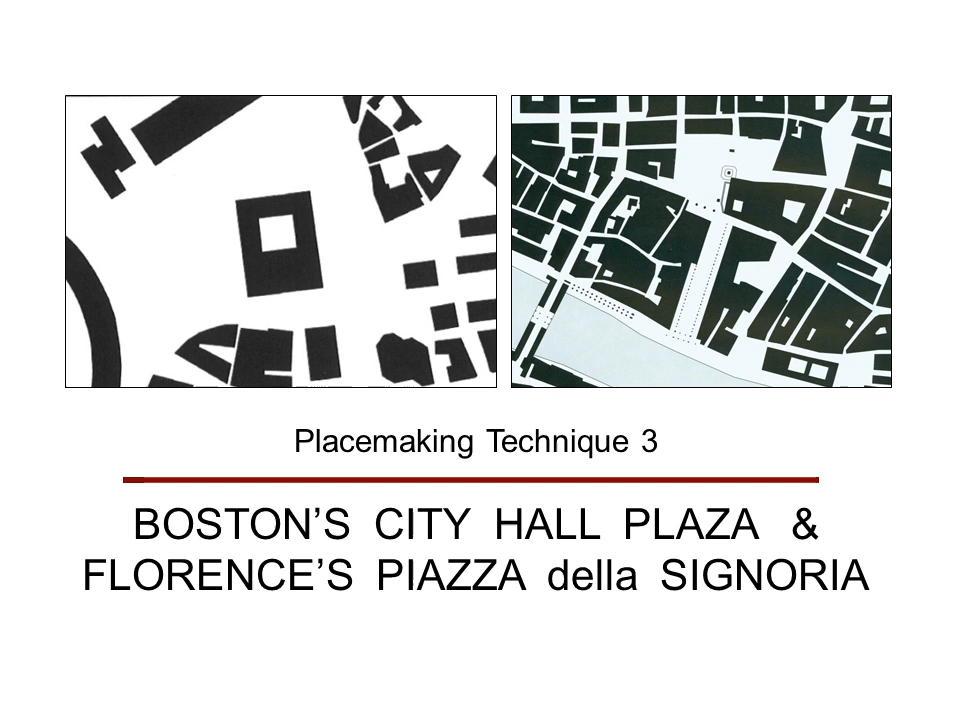 Placemaking Technique 3
BOSTON’S CITY HALL PLAZA &
FLORENCE’S PIAZZA della SIGNORIA